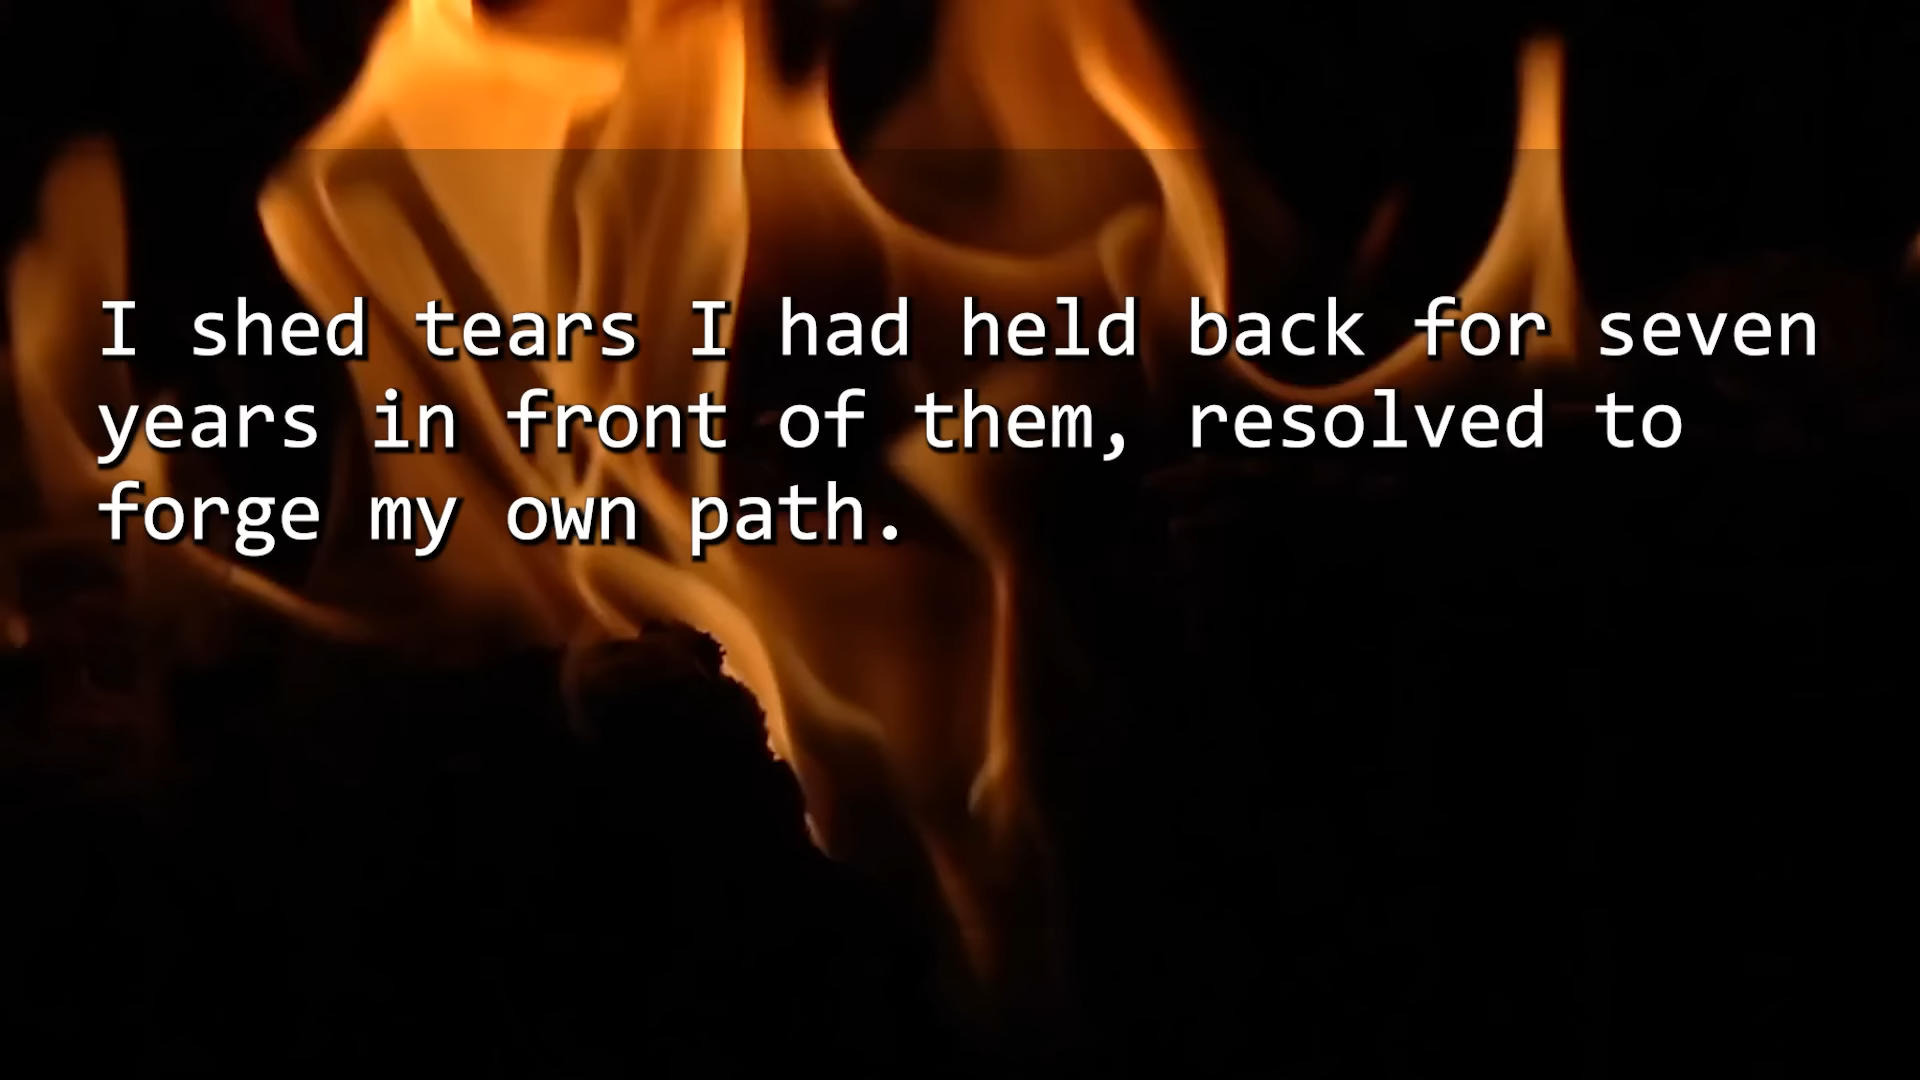 I shed tears I had held back for seven
years in front of them, resolved to
forge my own path.